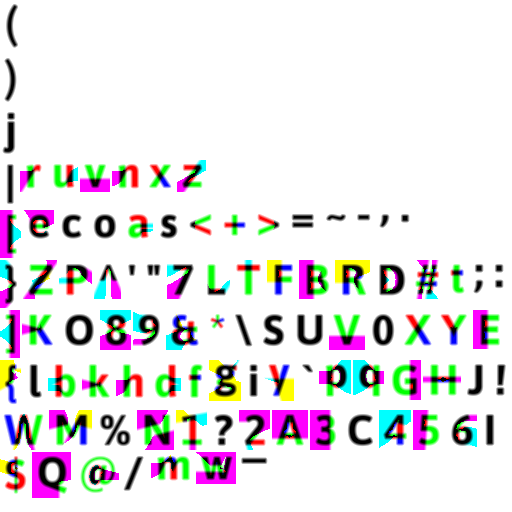 (
)
j
| r u v n x z
[ e c o a s < + > = ~ - , .
} Z P ^ ' " 7 L T F B R D # t ; :
] K O 8 9 & * \ S U V 0 X Y E
{ l b k h d f g i y ` p q G H J !
W M % N 1 ? 2 A 3 C 4 5 6 I
$ Q @ / m w _